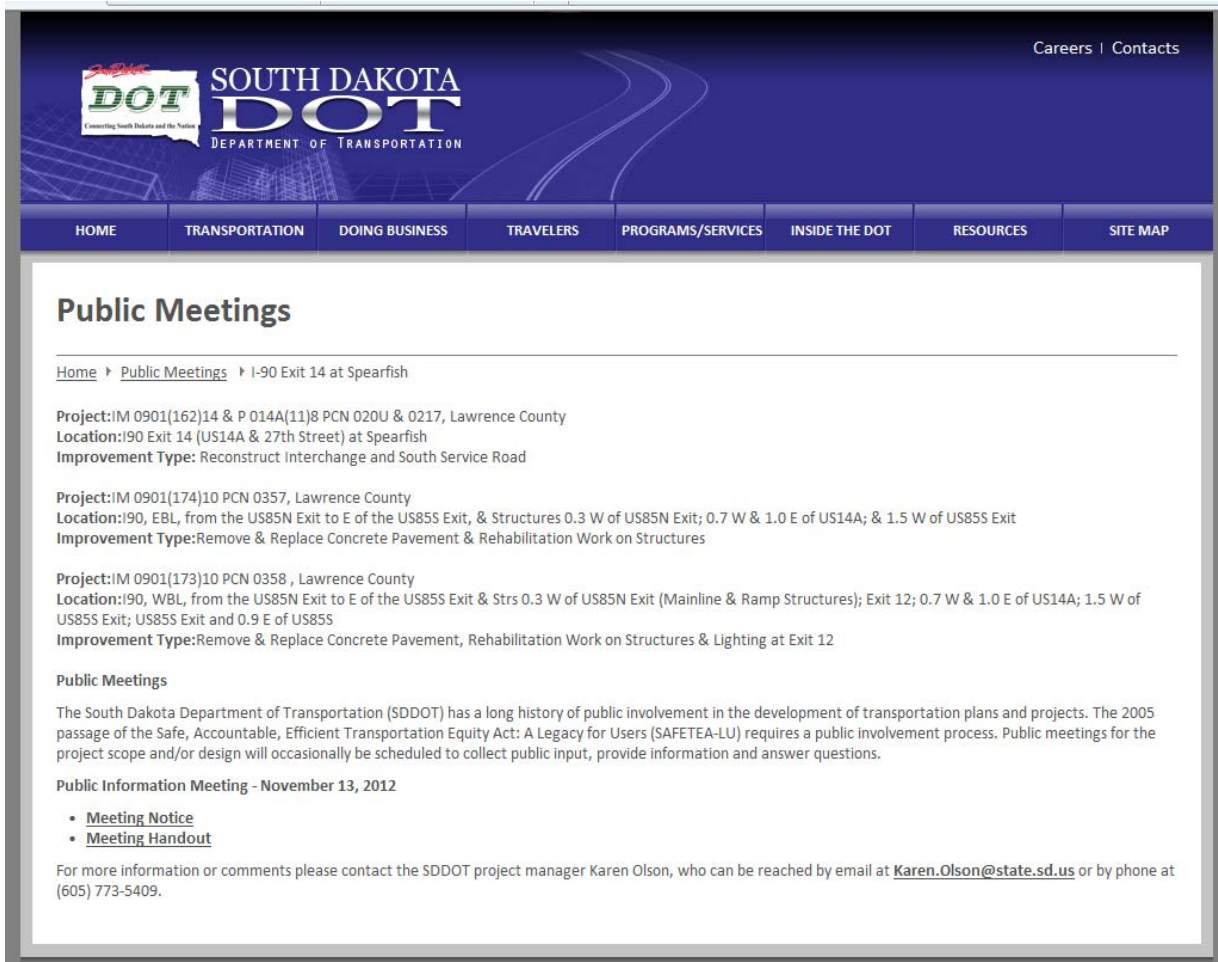 Careers | Contacts
South Dakota
DOT
Connecting South Dakota and the Nation
SOUTH DAKOTA
DOT
DEPARTMENT OF TRANSPORTATION
HOME TRANSPORTATION DOING BUSINESS TRAVELERS PROGRAMS/SERVICES INSIDE THE DOT RESOURCES SITE MAP
Public Meetings
Home Public Meetings I-90 Exit 14 at Spearfish
Project:IM 0901(162)14 & P 014A(11)8 PCN 020U & 0217, Lawrence County
Location:I90 Exit 14 (US14A & 27th Street) at Spearfish
Improvement Type: Reconstruct Interchange and South Service Road
Project:IM 0901(174)10 PCN 0357, Lawrence County
Location:I90, EBL, from the US85N Exit to E of the US85S Exit, & Structures 0.3 W of US85N Exit; 0.7 W & 1.0 E of US14A; & 1.5 W of US85S Exit
Improvement Type:Remove & Replace Concrete Pavement & Rehabilitation Work on Structures
Project:IM 0901(173)10 PCN 0358 , Lawrence County
Location:I90, WBL, from the US85N Exit to E of the US85S Exit & Strs 0.3 W of US85N Exit (Mainline & Ramp Structures); Exit 12; 0.7 W & 1.0 E of US14A; 1.5 W of
US85S Exit; US85S Exit and 0.9 E of US85S
Improvement Type:Remove & Replace Concrete Pavement, Rehabilitation Work on Structures & Lighting at Exit 12
Public Meetings
The South Dakota Department of Transportation (SDDOT) has a long history of public involvement in the development of transportation plans and projects. The 2005
passage of the Safe, Accountable, Efficient Transportation Equity Act: A Legacy for Users (SAFETEA-LU) requires a public involvement process. Public meetings for the
project scope and/or design will occasionally be scheduled to collect public input, provide information and answer questions.
Public Information Meeting - November 13, 2012
• Meeting Notice
• Meeting Handout
For more information or comments please contact the SDDOT project manager Karen Olson, who can be reached by email at Karen.Olson@state.sd.us or by phone at
(605) 773-5409.